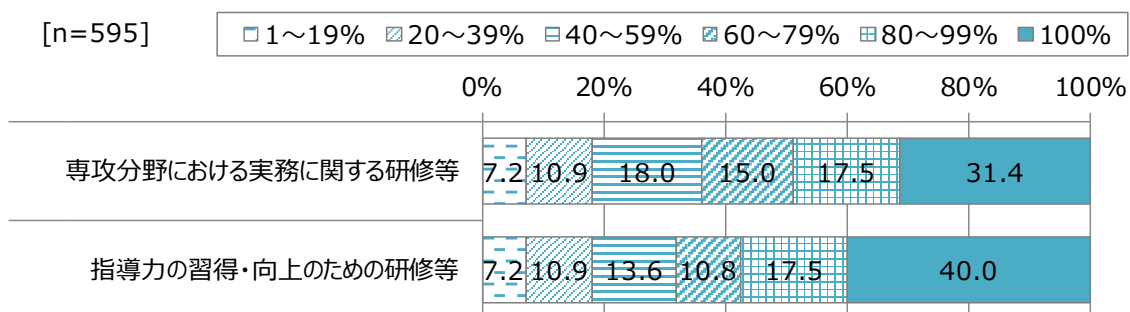 [n=595]
1～19% 20～39% 40～59% 60～79% 80～99% 100%
0% 20% 40% 60% 80% 100%
専攻分野における実務に関する研修等 7.2 10.9 18.0 15.0 17.5 31.4
指導力の習得・向上のための研修等 7.2 10.9 13.6 10.8 17.5 40.0